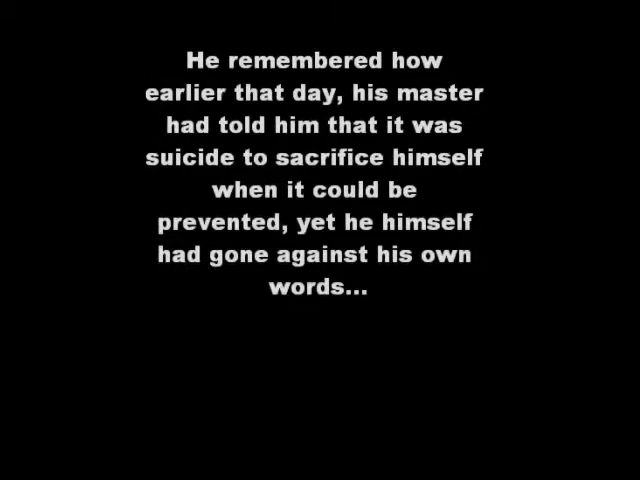 He remembered how
earlier that day, his master
had told him that it was
suicide to sacrifice himself
when it could be
prevented, yet he himself
had gone against his own
words...